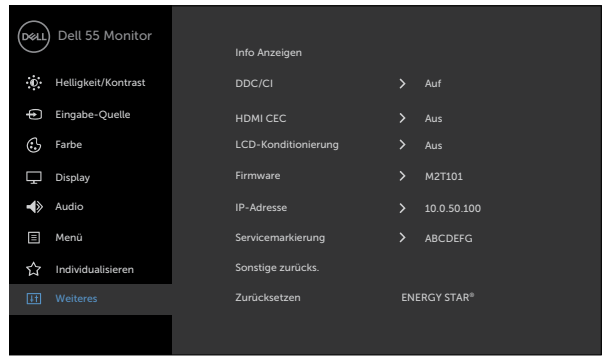 DELL Dell 55 Monitor
Info Anzeigen
Helligkeit/Kontrast DDC/CI > Auf
Eingabe-Quelle HDMI CEC > Aus
Farbe LCD-Konditionierung > Aus
Display Firmware > M2T101
Audio IP-Adresse > 10.0.50.100
Menü Servicemarkierung > ABCDEFG
Individualisieren Sonstige zurücks.
Weiteres Zurücksetzen ENERGY STAR®